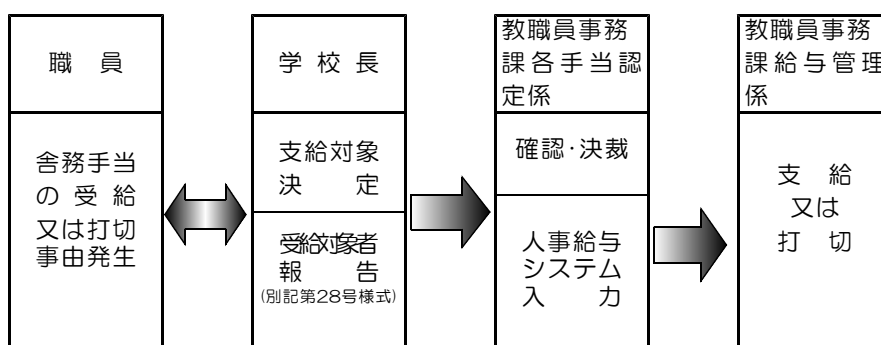 職員
学校長
教職員事務
課各手当認
定係
教職員事務
課給与管理
係
舎務手当
の受給
又は打切
事由発生
支給対象
決定
受給対象者
報告
(別記第28号様式)
確認・決裁
人事給与
システム
入力
支給
又は
打切